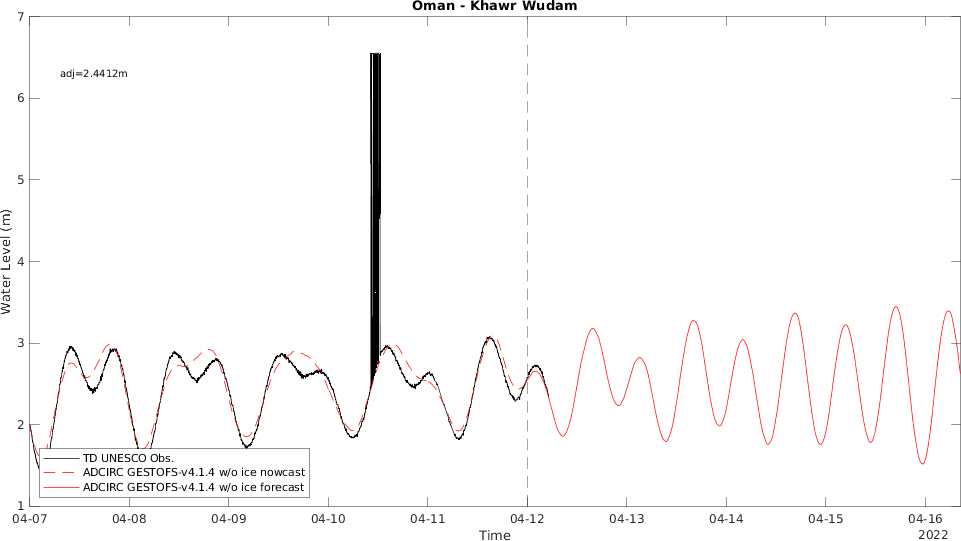 Oman - Khawr Wudam
adj=2.4412m
7
6
5
4
3
2
1
Water Level (m)
TD UNESCO Obs.
ADCIRC GESTOFS-v4.1.4 w/o ice nowcast
ADCIRC GESTOFS-v4.1.4 w/o ice forecast
04-07 04-08 04-09 04-10 04-11 04-12 04-13 04-14 04-15 04-16
Time
2022